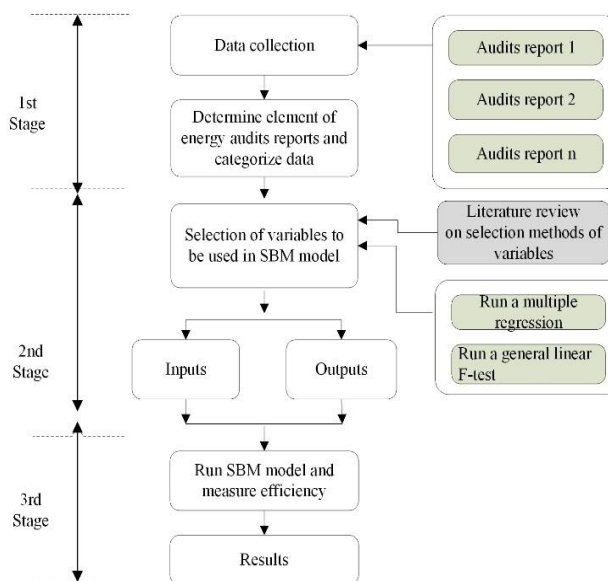 Data collection
Audits report 1
Audits report 2
Audits report n
1st
Stage
Determine element of
energy audits reports and
categorize data
Selection of variables to
be used in SBM model
Literature review
on selection methods of
variables
Run a multiple
regression
Run a general linear
F-test
2nd
Stage
Inputs
Outputs
Run SBM model and
measure efficiency
3rd
Stage
Results